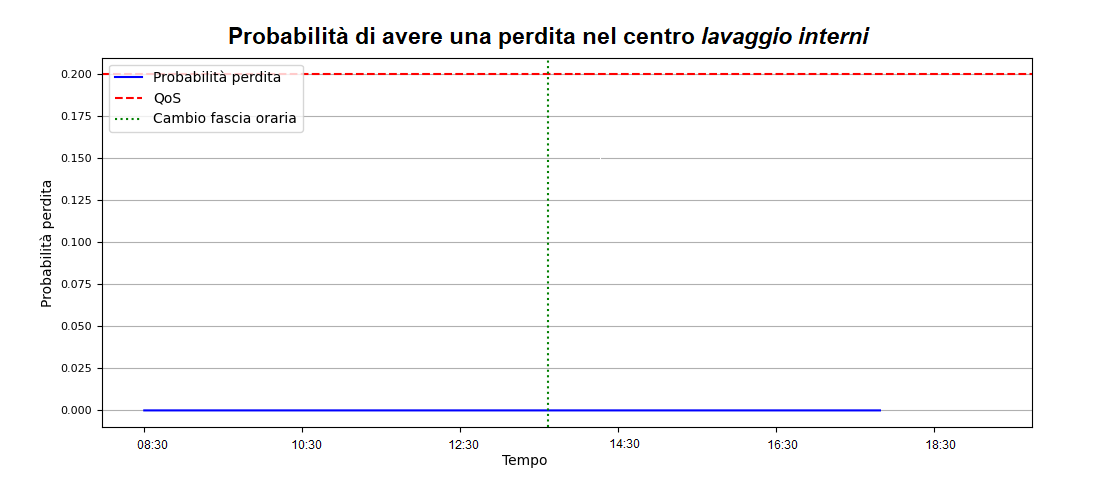 Probabilità di avere una perdita nel centro lavaggio interni
Probabilità perdita
QoS
Cambio fascia oraria
0.200
0.175
0.150
0.125
0.100
0.075
0.050
0.025
0.000
Probabilità perdita
08:30 10:30 12:30 14:30 16:30 18:30
Tempo